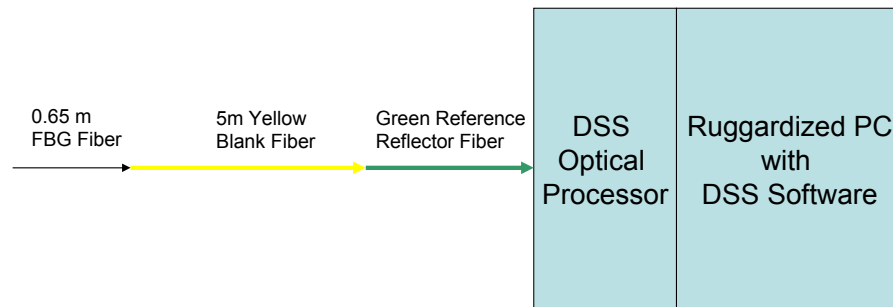 0.65 m
FBG Fiber
5m Yellow
Blank Fiber
Green Reference
Reflector Fiber
DSS
Optical
Processor
Ruggardized PC
with
DSS Software